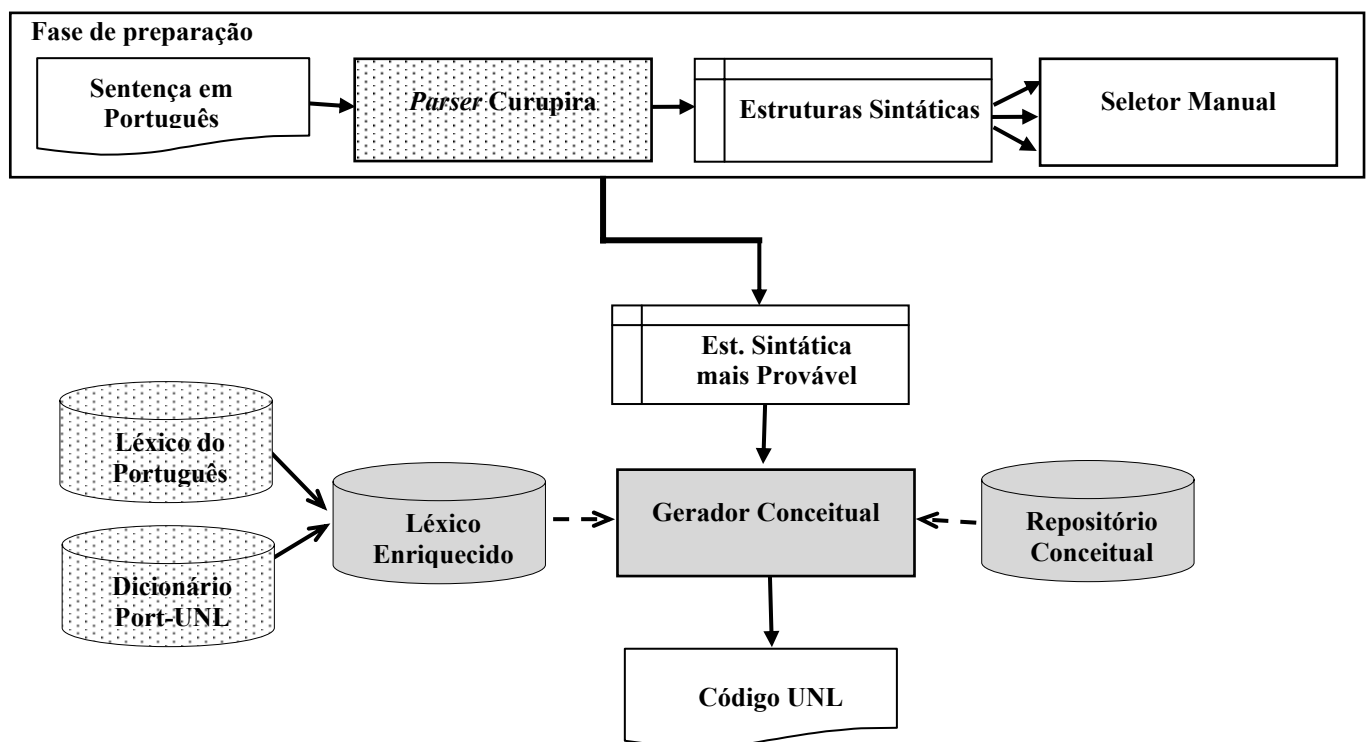 Fase de preparação
Sentença em
Português
Parser Curupira
Estruturas Sintáticas
Seletor Manual
Est. Sintática
mais Provável
Léxico do
Português
Dicionário
Port-UNL
Léxico
Enriquecido
Gerador Conceitual
Repositório
Conceitual
Código UNL